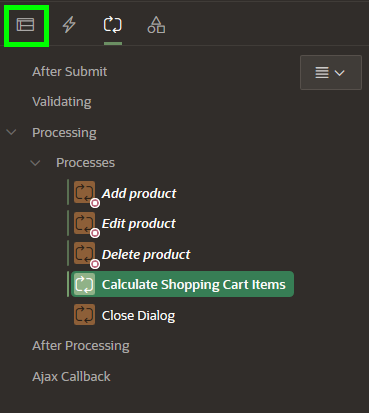 After Submit
Validating
Processing
Processes
Add product
Edit product
Delete product
Calculate Shopping Cart Items
Close Dialog
After Processing
Ajax Callback